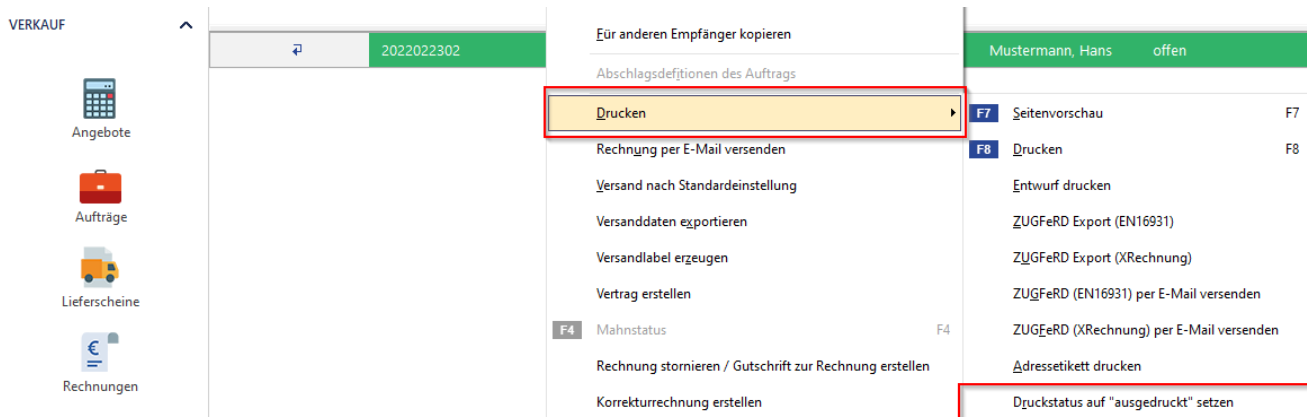 VERKAUF
Angebote
Aufträge
Lieferscheine
Rechnungen
2022022302
Mustermann, Hans offen
Für anderen Empfänger kopieren
Abschlagsdefitionen des Auftrags
Drucken
Rechnung per E-Mail versenden
Versand nach Standardeinstellung
Versanddaten exportieren
Versandlabel erzeugen
Vertrag erstellen
F4 Mahnstatus F4
Rechnung stornieren / Gutschrift zur Rechnung erstellen
Korrekturrechnung erstellen
F7 Seitenvorschau F7
F8 Drucken F8
Entwurf drucken
ZUGFeRD Export (EN16931)
ZUGFeRD Export (XRechnung)
ZUGFeRD (EN16931) per E-Mail versenden
ZUGFeRD (XRechnung) per E-Mail versenden
Adressetikett drucken
Druckstatus auf "ausgedruckt" setzen